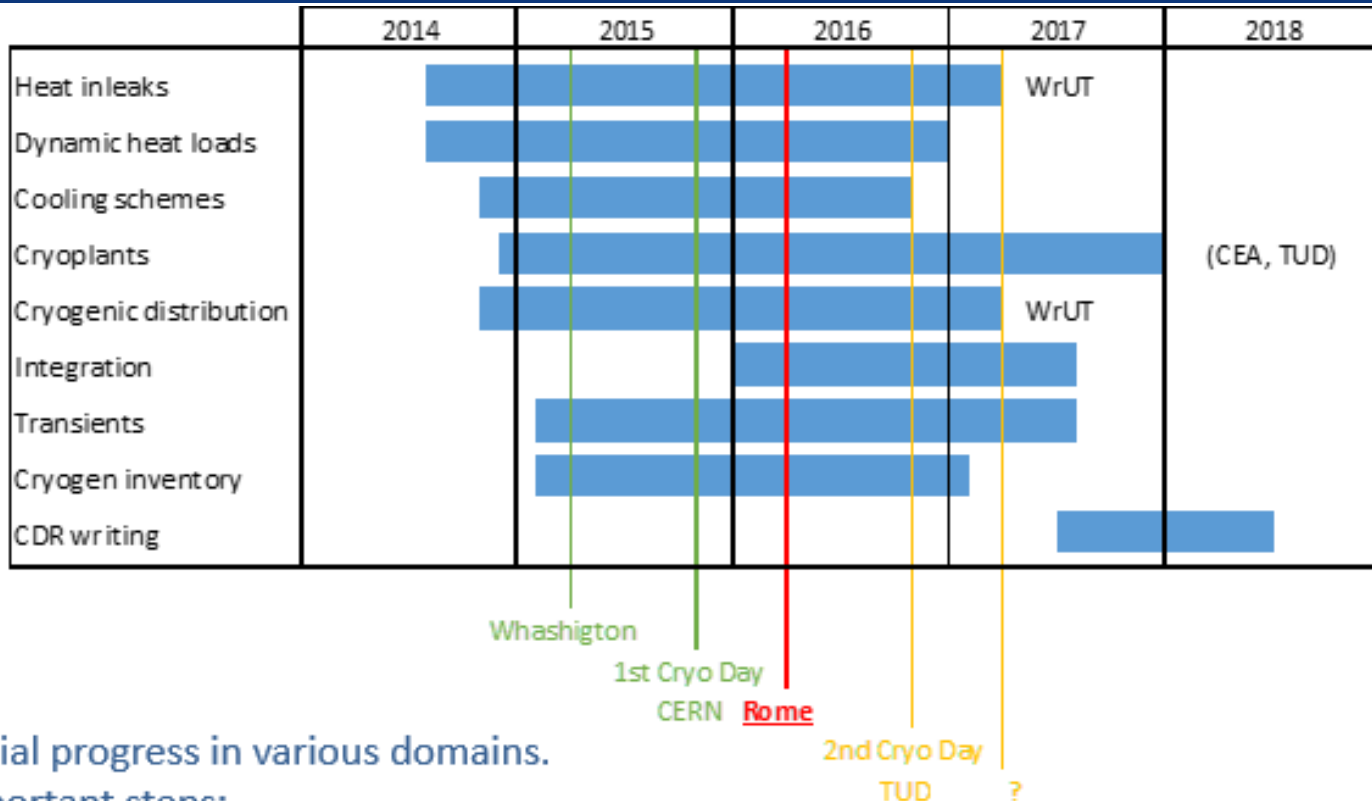 2014 2015 2016 2017 2018
Heat inleaks WrUT
Dynamic heat loads
Cooling schemes
Cryoplants (CEA, TUD)
Cryogenic distribution WrUT
Integration
Transients
Cryogen inventory
CDR writing
Whashigton
1st Cryo Day
CERN Rome
ial progress in various domains.
2nd Cryo Day
TUD ?
portant steps: